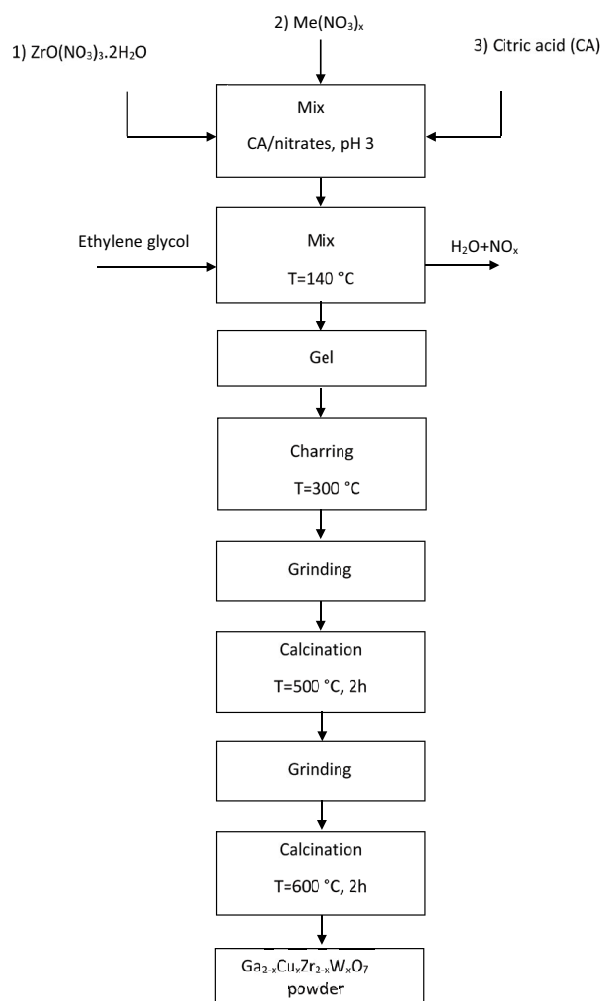 2) Me(NO₃)ₓ
1) ZrO(NO₃)₃.2H₂O
3) Citric acid (CA)
Mix
CA/nitrates, pH 3
Ethylene glycol
Mix
T=140 °C
H₂O+NOₓ
Gel
Charring
T=300 °C
Grinding
Calcination
T=500 °C, 2h
Grinding
Calcination
T=600 °C, 2h
Ga₂₋ₓCuₓZr₂₋ₓWₓO₇
powder